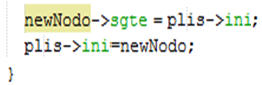 newNodo->sgte = plis->ini;
plis->ini=newNodo;
}